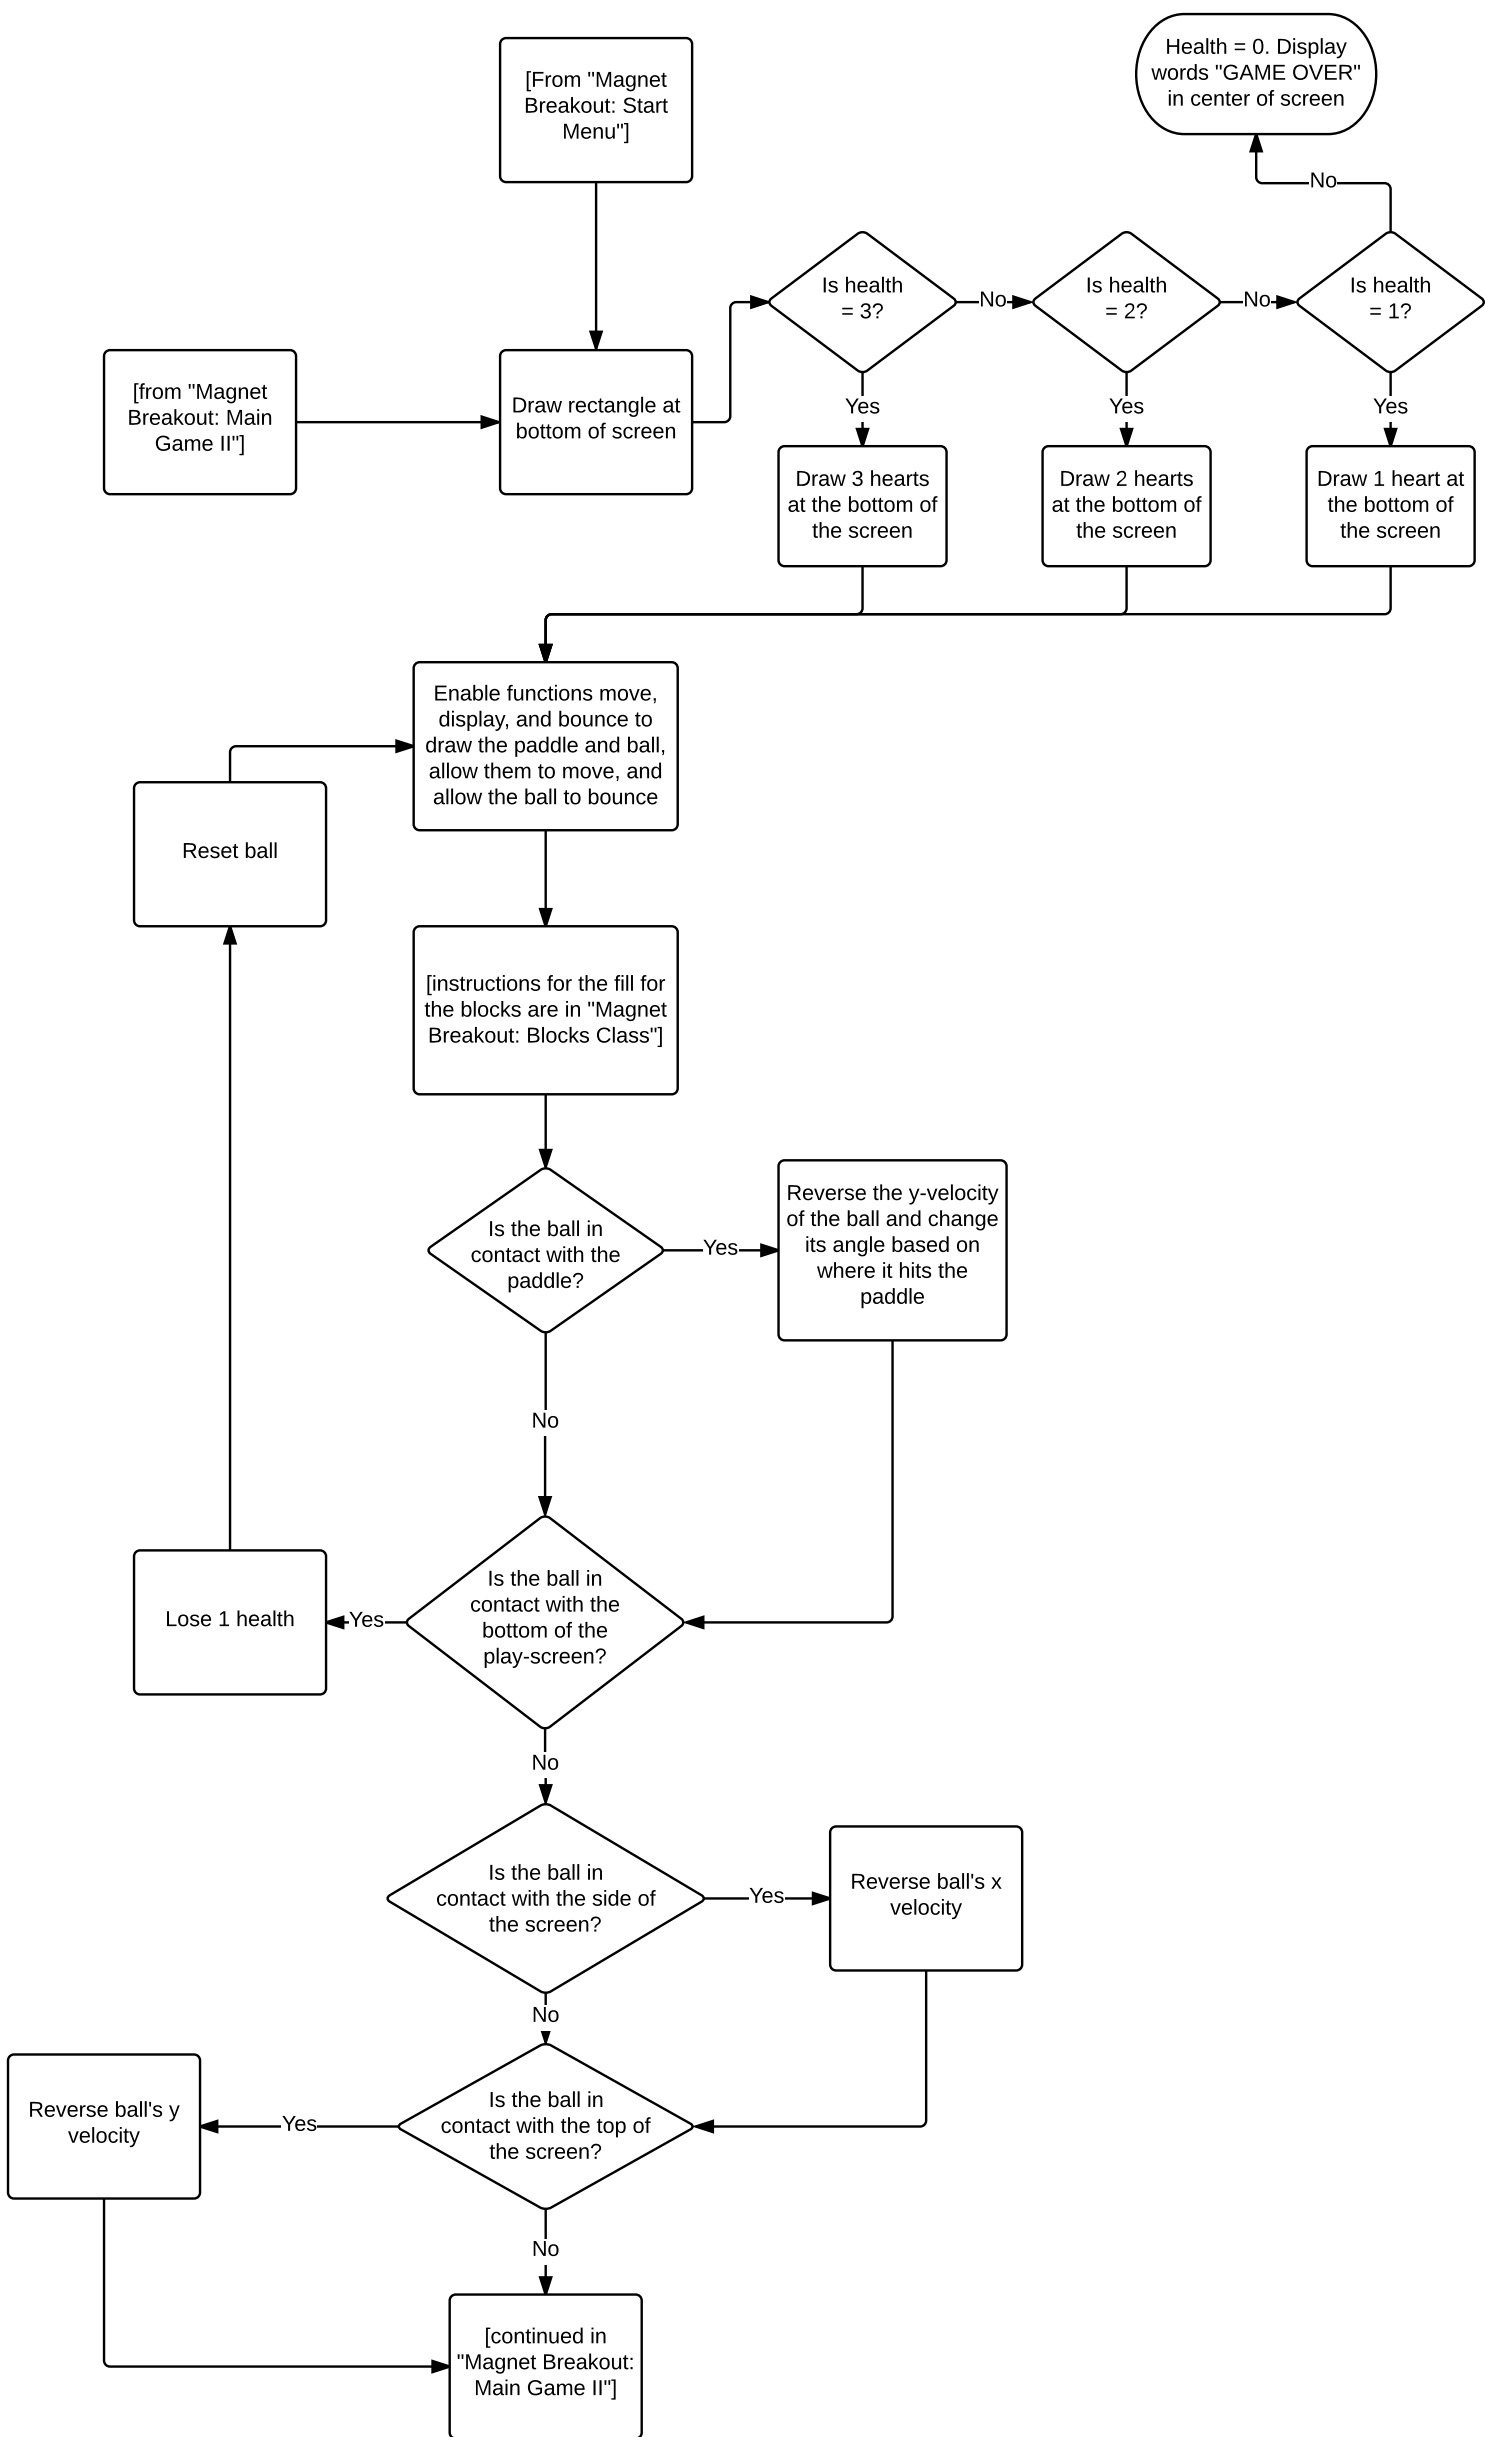 Health = 0. Display
words "GAME OVER"
in center of screen
[From "Magnet
Breakout: Start
Menu"]
No
Is health
= 3?
No
Is health
= 2?
No
Is health
= 1?
[from "Magnet
Breakout: Main
Game II"]
Draw rectangle at
bottom of screen
Yes
Yes
Yes
Draw 3 hearts
at the bottom of
the screen
Draw 2 hearts
at the bottom of
the screen
Draw 1 heart at
the bottom of
the screen
Enable functions move,
display, and bounce to
draw the paddle and ball,
allow them to move, and
allow the ball to bounce
Reset ball
[instructions for the fill for
the blocks are in "Magnet
Breakout: Blocks Class"]
Is the ball in
contact with the
paddle?
Yes
Reverse the y-velocity
of the ball and change
its angle based on
where it hits the
paddle
No
Is the ball in
contact with the
bottom of the
play-screen?
Yes
Lose 1 health
No
Is the ball in
contact with the side of
the screen?
Yes
Reverse ball's x
velocity
No
Is the ball in
contact with the top of
the screen?
Yes
Reverse ball's y
velocity
No
[continued in
"Magnet Breakout:
Main Game II"]